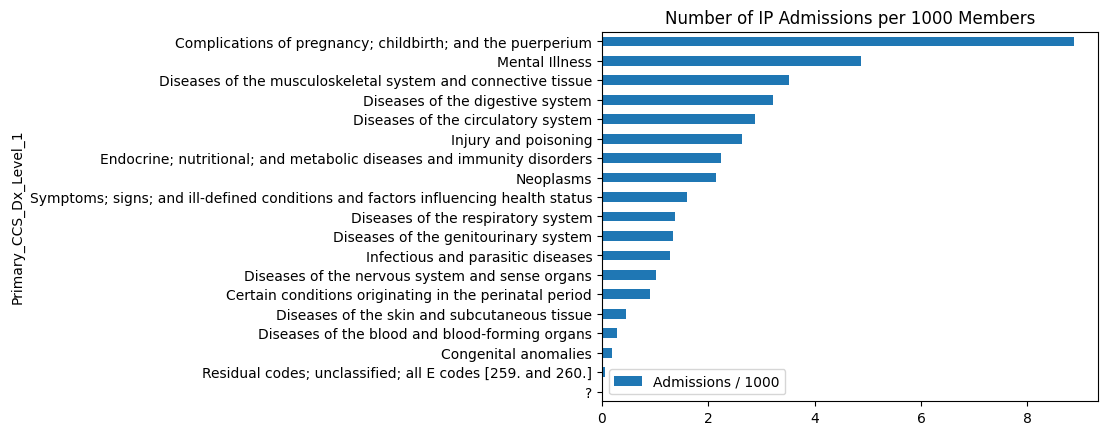 Number of IP Admissions per 1000 Members
Primary_CCS_Dx_Level_1
Complications of pregnancy; childbirth; and the puerperium
Mental Illness
Diseases of the musculoskeletal system and connective tissue
Diseases of the digestive system
Diseases of the circulatory system
Injury and poisoning
Endocrine; nutritional; and metabolic diseases and immunity disorders
Neoplasms
Symptoms; signs; and ill-defined conditions and factors influencing health status
Diseases of the respiratory system
Diseases of the genitourinary system
Infectious and parasitic diseases
Diseases of the nervous system and sense organs
Certain conditions originating in the perinatal period
Diseases of the skin and subcutaneous tissue
Diseases of the blood and blood-forming organs
Congenital anomalies
Residual codes; unclassified; all E codes [259. and 260.]
?
Admissions / 1000
0 2 4 6 8